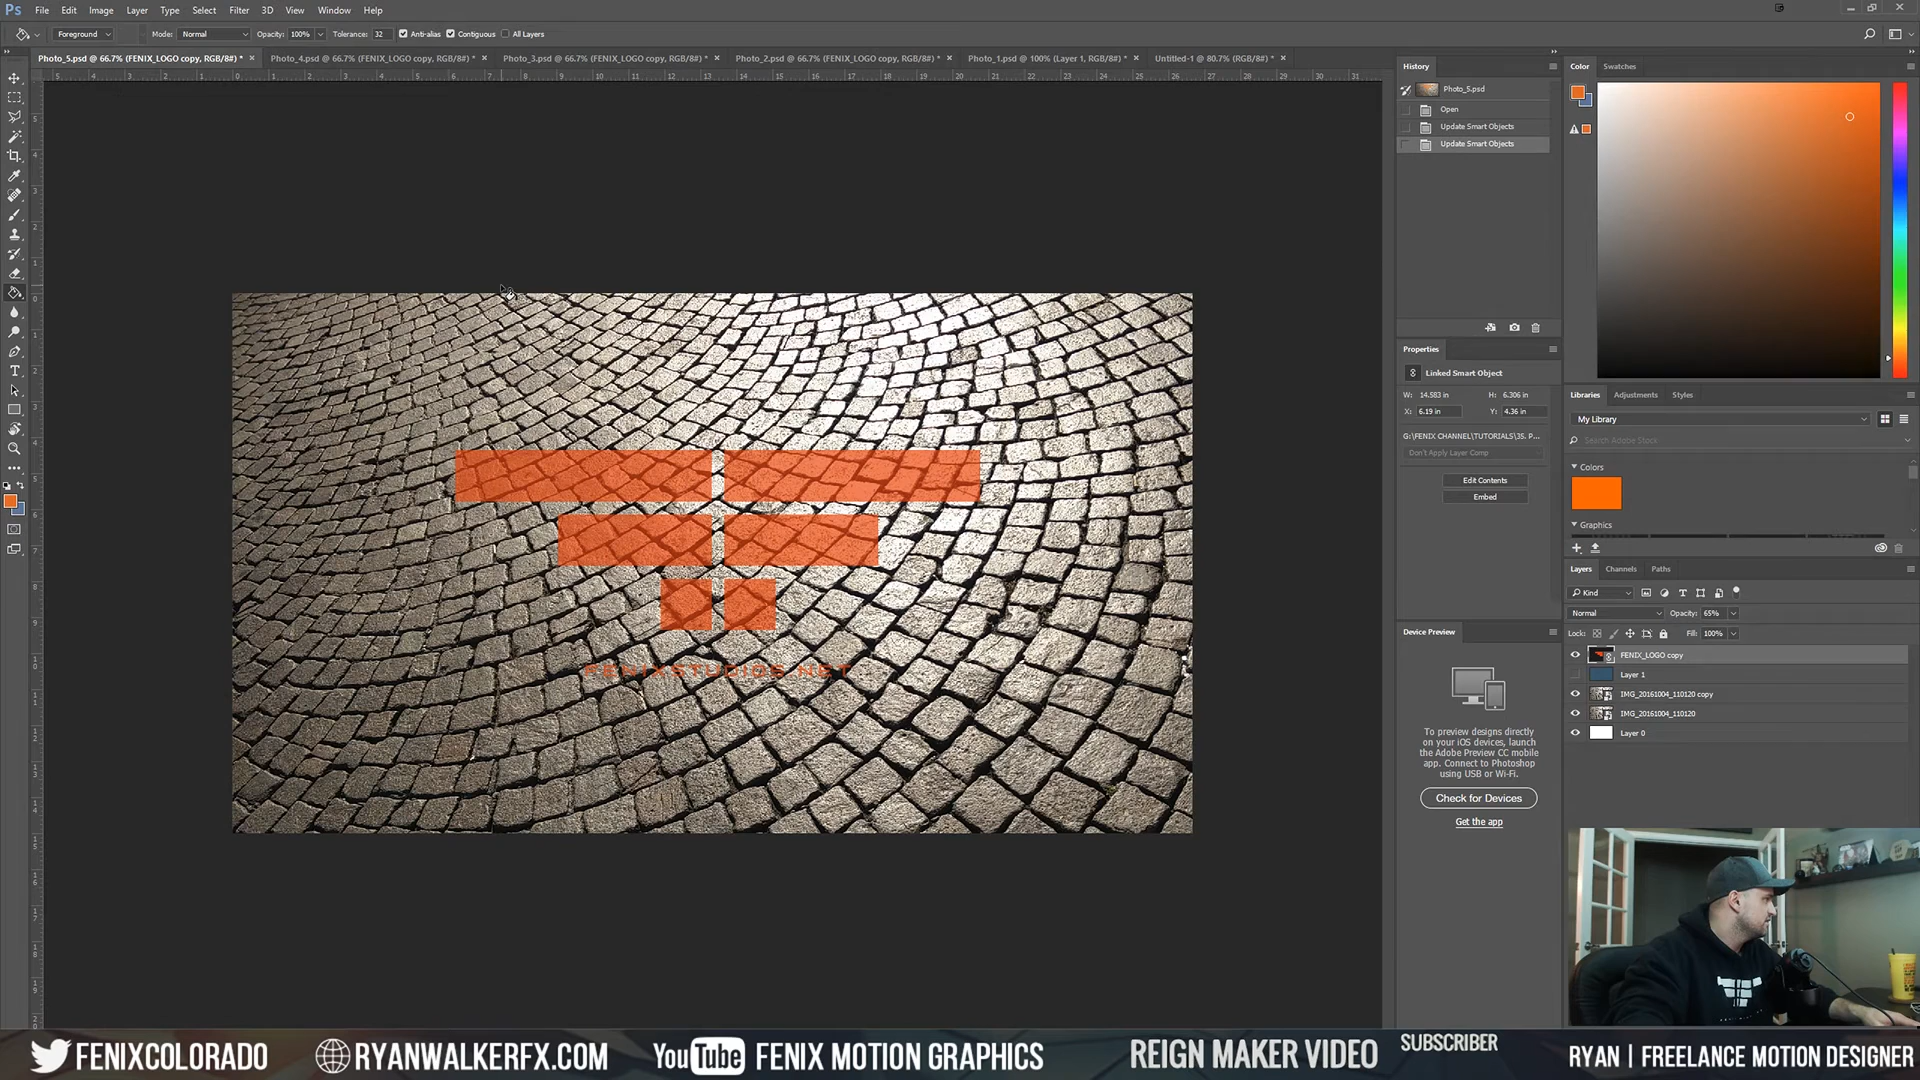 Ps File Edit Image Layer Type Select Filter 3D View Window Help
Foreground Mode: Normal Opacity: 100% Tolerance: 32 Anti-alias Contiguous All Layers
Photo_5.psd @ 66.7% (FENIX_LOGO copy, RGB/8#) * Photo_4.psd @ 66.7% (FENIX_LOGO copy, RGB/8#) * Photo_3.psd @ 66.7% (FENIX_LOGO copy, RGB/8#) * Photo_2.psd @ 66.7% (FENIX_LOGO copy, RGB/8#) * Photo_1.psd @ 100% (Layer 1, RGB/8#) * Untitled-1 @ 80.7% (RGB/8#) *
FENIXSTUDIOS.NET
History
Photo_5.psd
Open
Update Smart Objects
Update Smart Objects
Properties
Linked Smart Object
W: 14.583 in H: 6.306 in
X: 6.19 in Y: 4.36 in
G:\FENIX CHANNEL\TUTORIALS\35. P...
Don't Apply Layer Comp
Edit Contents
Embed
Device Preview
To preview designs directly
on your iOS devices, launch
the Adobe Preview CC mobile
app. Connect to Photoshop
using USB or Wi-Fi.
Check for Devices
Get the app
Color Swatches
Libraries Adjustments Styles
My Library
Search Adobe Stock
Colors
Graphics
Layers Channels Paths
Kind
Normal Opacity: 65%
Lock: Fill: 100%
FENIX_LOGO copy
Layer 1
IMG_20161004_110120 copy
IMG_20161004_110120
Layer 0
FENIXCOLORADO RYANWALKERFX.COM YouTube FENIX MOTION GRAPHICS REIGN MAKER VIDEO SUBSCRIBER RYAN | FREELANCE MOTION DESIGNER